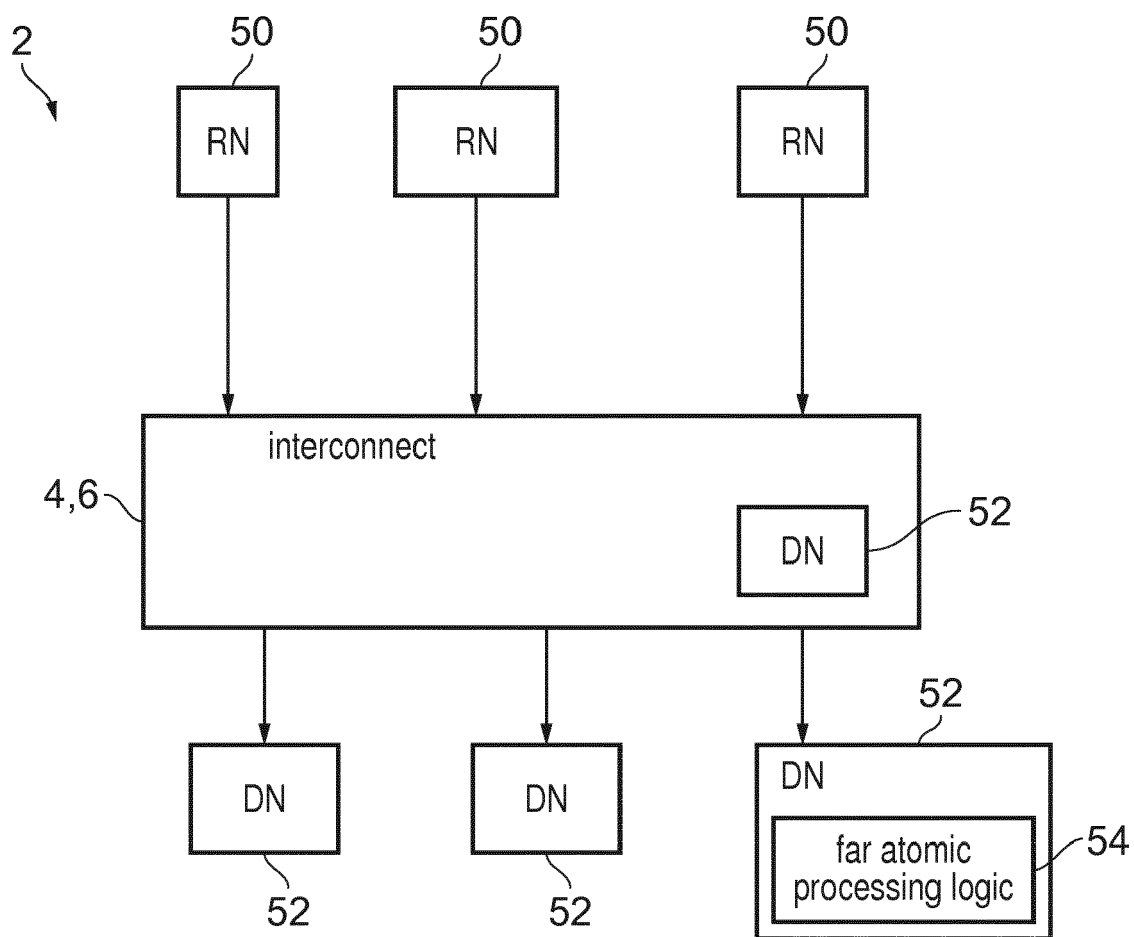 2
50
50
50
RN
RN
RN
interconnect
4,6
DN
52
52
DN
DN
DN
far atomic
processing logic
54
52
52